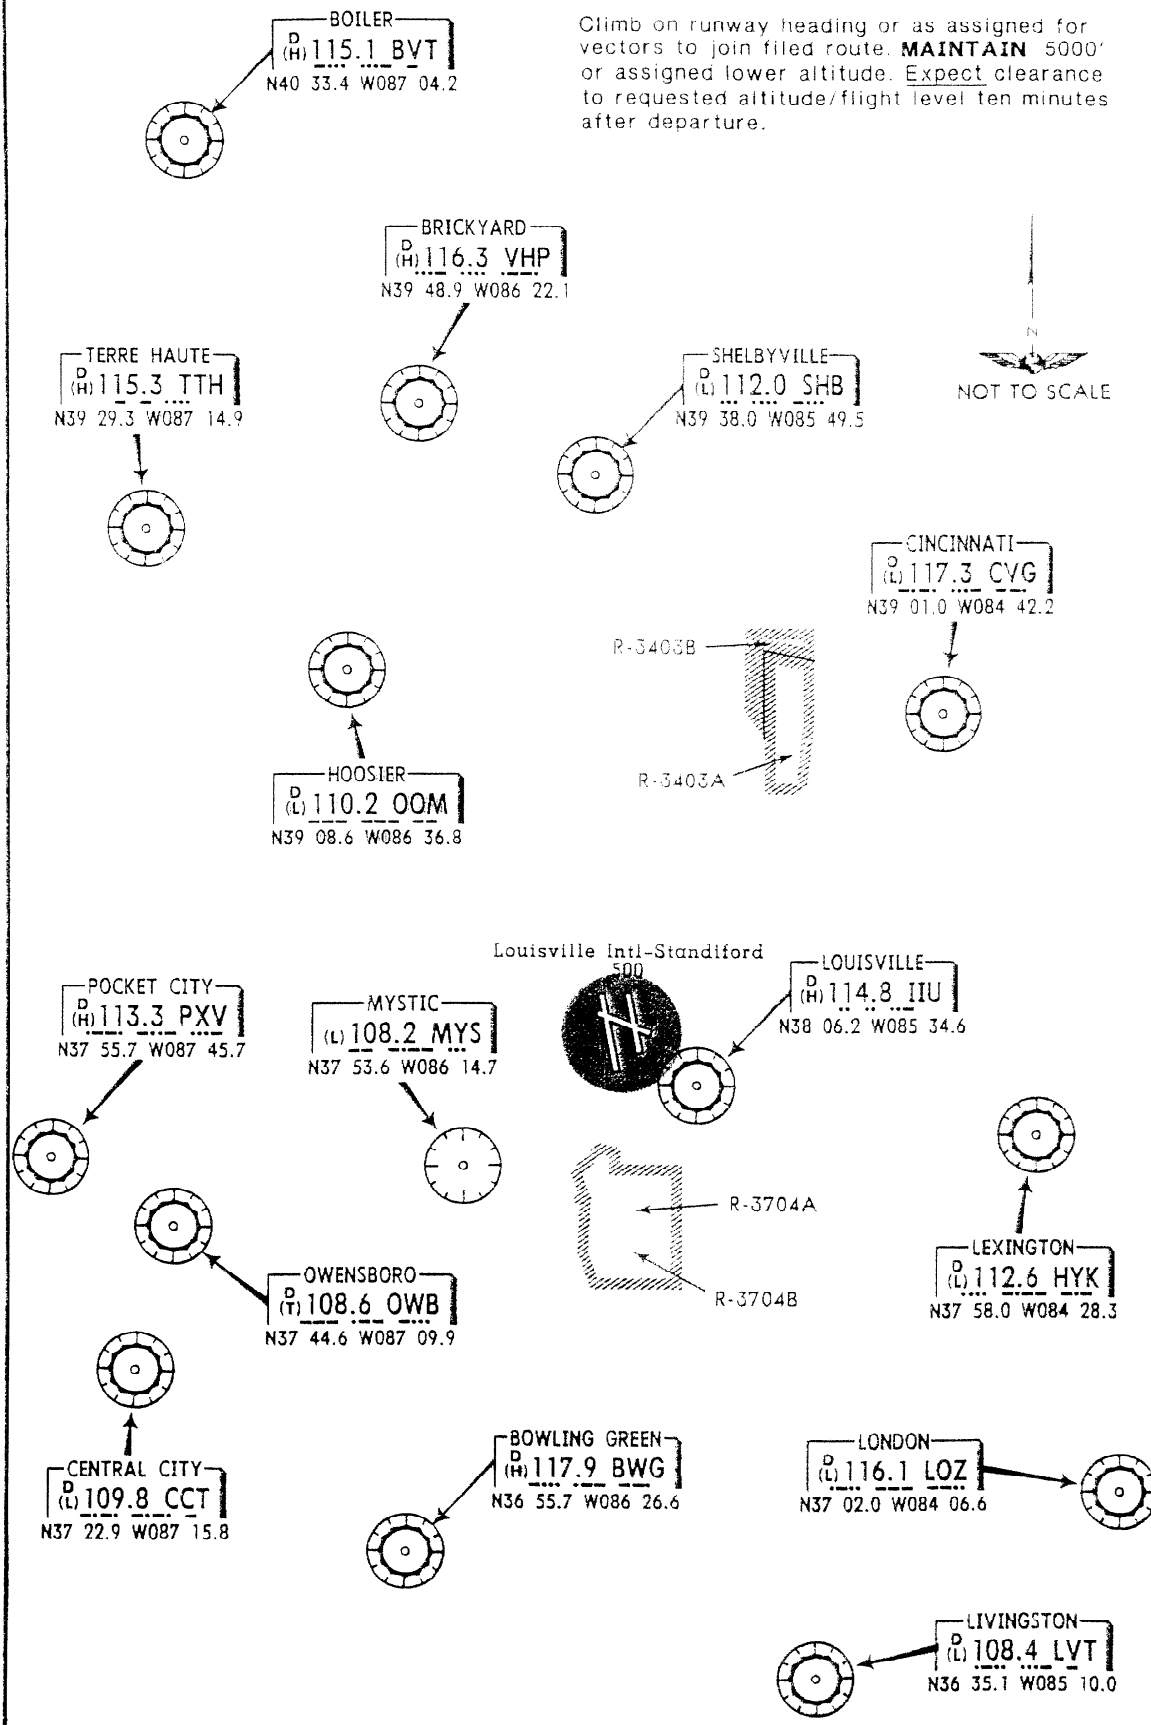 Climb on runway heading or as assigned for
vectors to join filed route. MAINTAIN 5000'
or assigned lower altitude. Expect clearance
to requested altitude/flight level ten minutes
after departure.
BOILER
D
(H) 115.1 BVT
N40 33.4 W087 04.2
BRICKYARD
D
(H) 116.3 VHP
N39 48.9 W086 22.1
N
NOT TO SCALE
TERRE HAUTE
D
(H) 115.3 TTH
N39 29.3 W087 14.9
SHELBYVILLE
D
(L) 112.0 SHB
N39 38.0 W085 49.5
CINCINNATI
D
(L) 117.3 CVG
N39 01.0 W084 42.2
R-3403B
R-3403A
HOOSIER
D
(L) 110.2 OOM
N39 08.6 W086 36.8
Louisville Intl-Standiford
500
LOUISVILLE
D
(H) 114.8 IIU
N38 06.2 W085 34.6
POCKET CITY
D
(H) 113.3 PXV
N37 55.7 W087 45.7
MYSTIC
(L) 108.2 MYS
N37 53.6 W086 14.7
R-3704A
R-3704B
LEXINGTON
D
(L) 112.6 HYK
N37 58.0 W084 28.3
OWENSBORO
D
(T) 108.6 OWB
N37 44.6 W087 09.9
CENTRAL CITY
D
(L) 109.8 CCT
N37 22.9 W087 15.8
BOWLING GREEN
D
(H) 117.9 BWG
N36 55.7 W086 26.6
LONDON
D
(L) 116.1 LOZ
N37 02.0 W084 06.6
LIVINGSTON
D
(L) 108.4 LVT
N36 35.1 W085 10.0